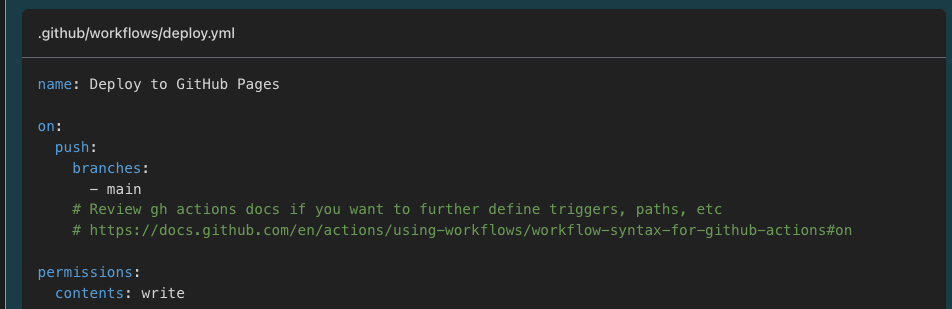 .github/workflows/deploy.yml
name: Deploy to GitHub Pages
on:
  push:
    branches:
      - main
    # Review gh actions docs if you want to further define triggers, paths, etc
    # https://docs.github.com/en/actions/using-workflows/workflow-syntax-for-github-actions#on
permissions:
  contents: write